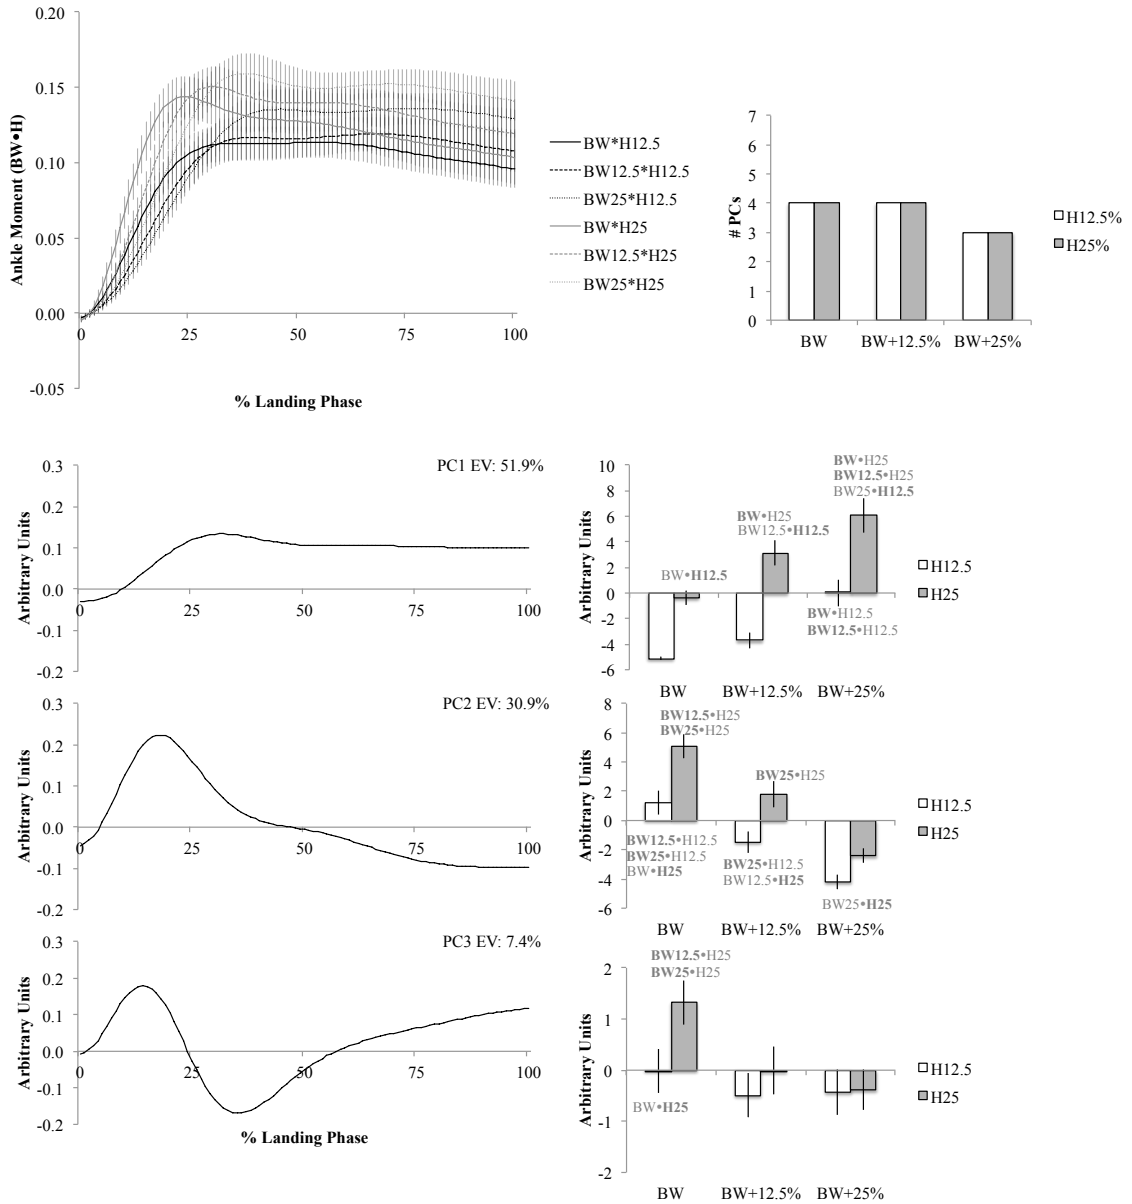 0.20
0.15
0.10
0.05
0.00
-0.05
Ankle Moment (BW•H)
0 25 50 75 100
% Landing Phase
BW*H12.5
BW12.5*H12.5
BW25*H12.5
BW*H25
BW12.5*H25
BW25*H25
7
6
5
4
3
2
1
0
# PCs
BW BW+12.5% BW+25%
H12.5%
H25%
PC1 EV: 51.9%
0.3
0.2
0.1
0.0
-0.1
-0.2
Arbitrary Units
0 25 50 75 100
10
8
6
4
2
0
-2
-4
-6
Arbitrary Units
BW•H12.5
BW•H25
BW12.5•H12.5
BW•H25
BW12.5•H25
BW25•H12.5
BW•H12.5
BW12.5•H12.5
BW BW+12.5% BW+25%
H12.5
H25
PC2 EV: 30.9%
0.3
0.2
0.1
0.0
-0.1
-0.2
Arbitrary Units
0 25 50 75 100
8
6
4
2
0
-2
-4
-6
Arbitrary Units
BW12.5•H25
BW25•H25
BW25•H25
BW12.5•H12.5
BW25•H12.5
BW•H25
BW25•H12.5
BW12.5•H25
BW25•H25
BW BW+12.5% BW+25%
H12.5
H25
PC3 EV: 7.4%
0.3
0.2
0.1
0.0
-0.1
-0.2
Arbitrary Units
0 25 50 75 100
% Landing Phase
2
1
0
-1
-2
Arbitrary Units
BW12.5•H25
BW25•H25
BW•H25
BW BW+12.5% BW+25%
H12.5
H25